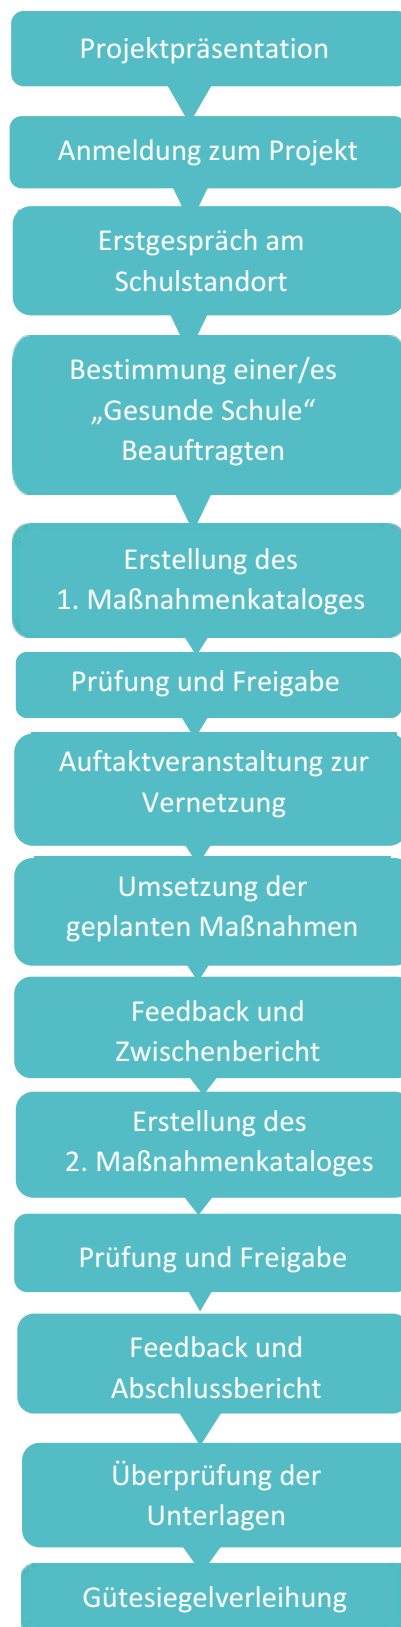 Projektpräsentation
Anmeldung zum Projekt
Erstgespräch am
Schulstandort
Bestimmung einer/es
„Gesunde Schule“
Beauftragten
Erstellung des
1. Maßnahmenkataloges
Prüfung und Freigabe
Auftaktveranstaltung zur
Vernetzung
Umsetzung der
geplanten Maßnahmen
Feedback und
Zwischenbericht
Erstellung des
2. Maßnahmenkataloges
Prüfung und Freigabe
Feedback und
Abschlussbericht
Überprüfung der
Unterlagen
Gütesiegelverleihung